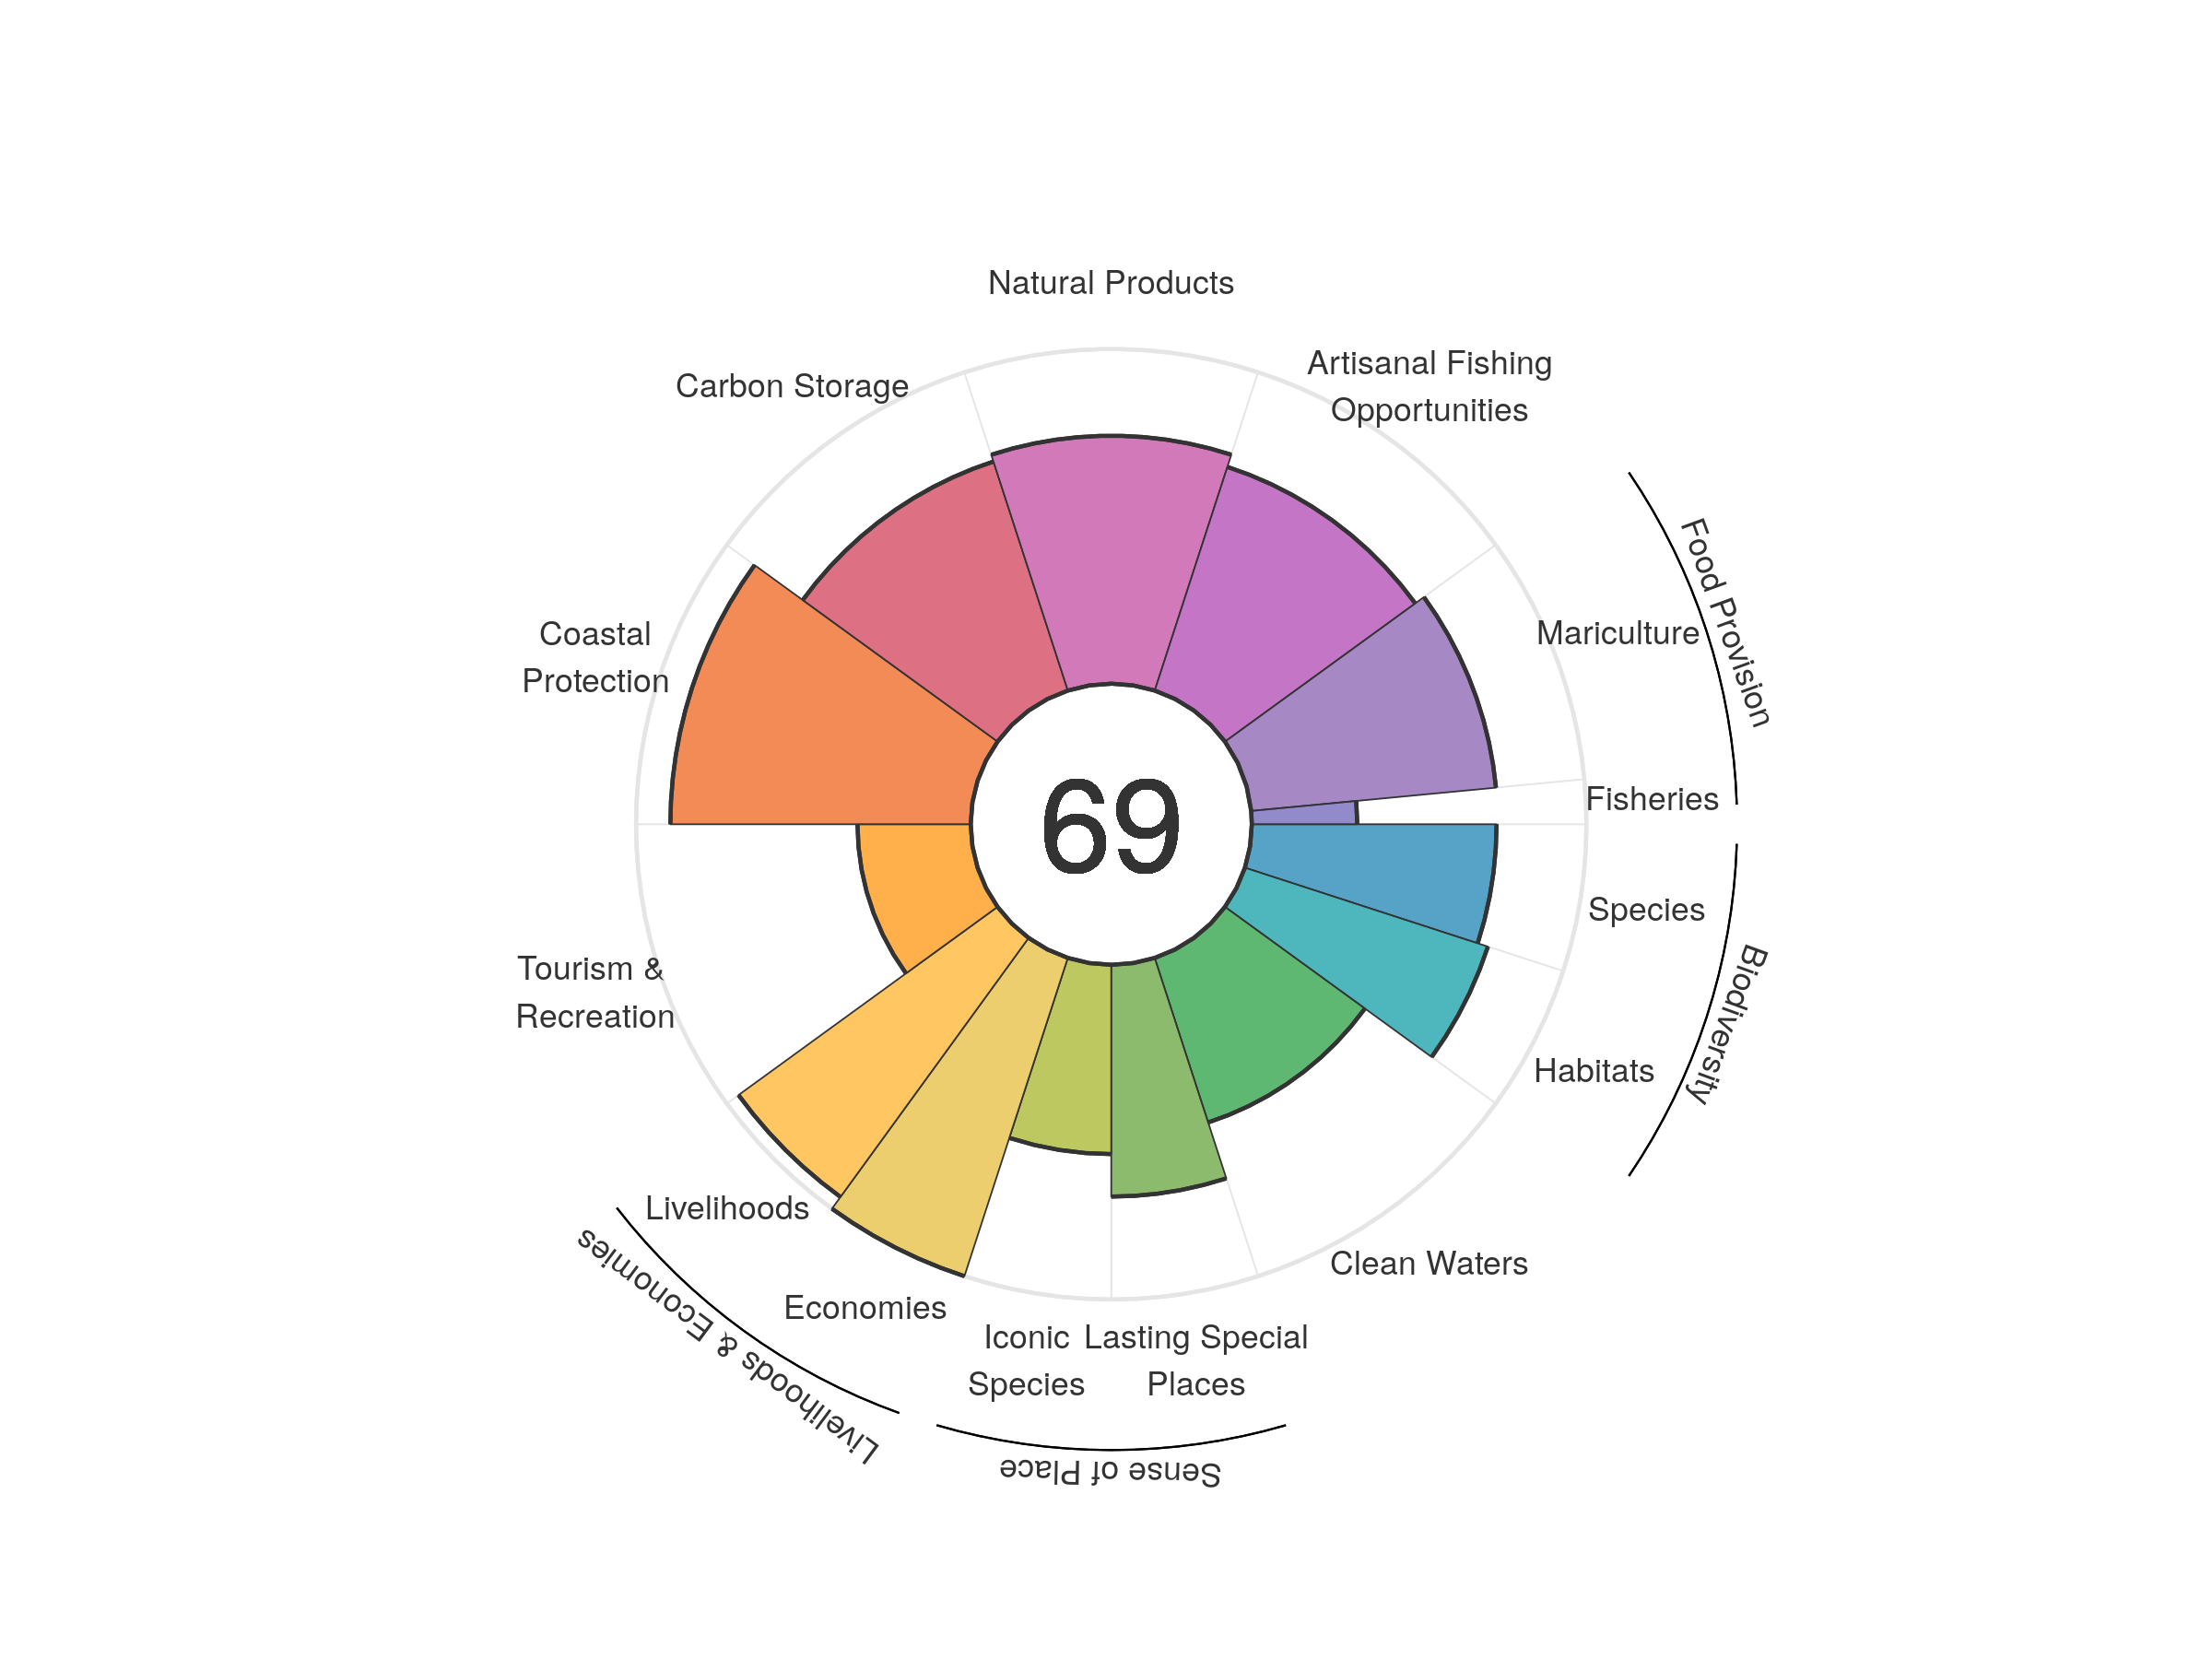 Natural Products
Artisanal Fishing
Opportunities
Carbon Storage
Food Provision
Mariculture
Coastal
Protection
Fisheries
69
Species
Biodiversity
Tourism &
Recreation
Habitats
Livelihoods
Clean Waters
Economies
Livelihoods & Economies
Iconic
Species
Lasting Special
Places
Sense of Place